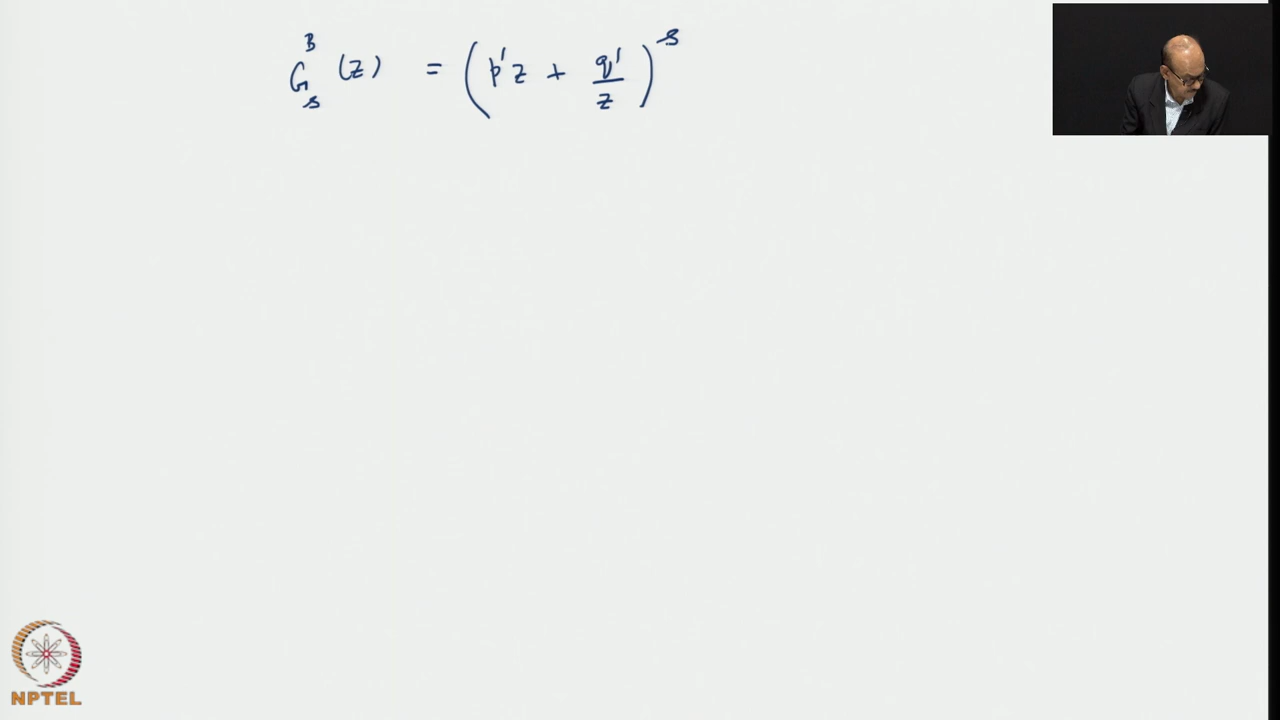 G_s^B (z) = (p'z + q'/z)^s
NPTEL